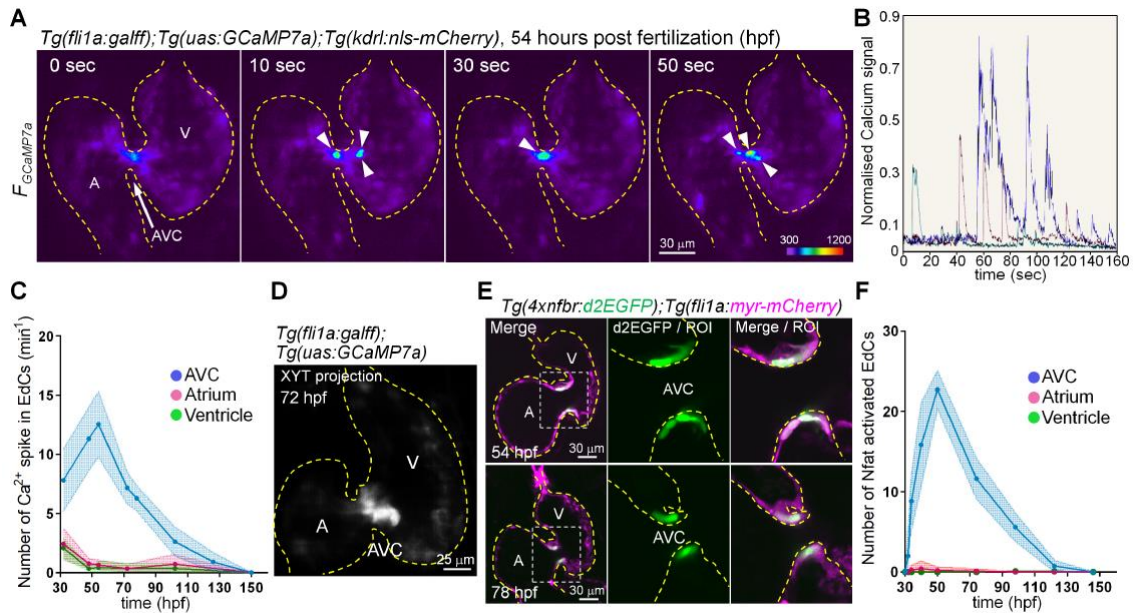 A
Tg(fli1a:galff);Tg(uas:GCaMP7a);Tg(kdrl:nls-mCherry), 54 hours post fertilization (hpf)
0 sec
10 sec
30 sec
50 sec
F GCaMP7a
V
A
AVC
30 μm
300
1200
B
Normalised Calcium signal
0.9
0.7
0.5
0.3
0.1
0
0 20 40 60 80 100 120 140 160
time (sec)
C
Number of Ca2+ spike in EdCs (min-1)
20
15
10
5
0
AVC
Atrium
Ventricle
30 50 70 90 110 130 150
time (hpf)
D
Tg(fli1a:galff);
Tg(uas:GCaMP7a)
XYT projection
72 hpf
V
A
AVC
25 μm
E
Tg(4xnfbr:d2EGFP);Tg(fli1a:myr-mCherry)
Merge
d2EGFP / ROI
Merge / ROI
V
A
AVC
54 hpf
30 μm
V
A
AVC
78 hpf
30 μm
F
Number of Nfat activated EdCs
30
20
10
0
AVC
Atrium
Ventricle
30 50 70 90 110 130 150
time (hpf)